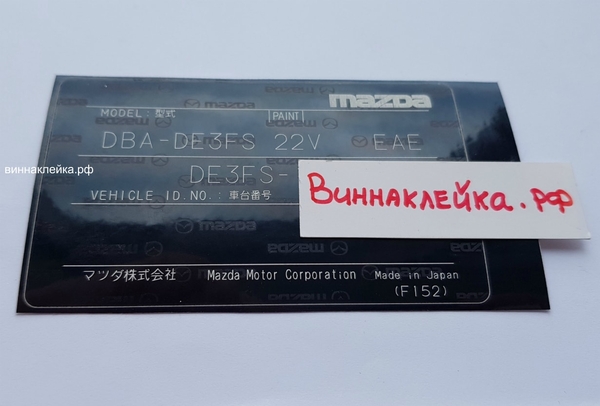 mazda
MODEL : 型式 PAINT
DBA-DE3FS 22V EAE
DE3FS-
VEHICLE ID.NO. : 車台番号
Виннаклейка.рф
виннаклейка.рф
マツダ株式会社 Mazda Motor Corporation Made in Japan
(F152)